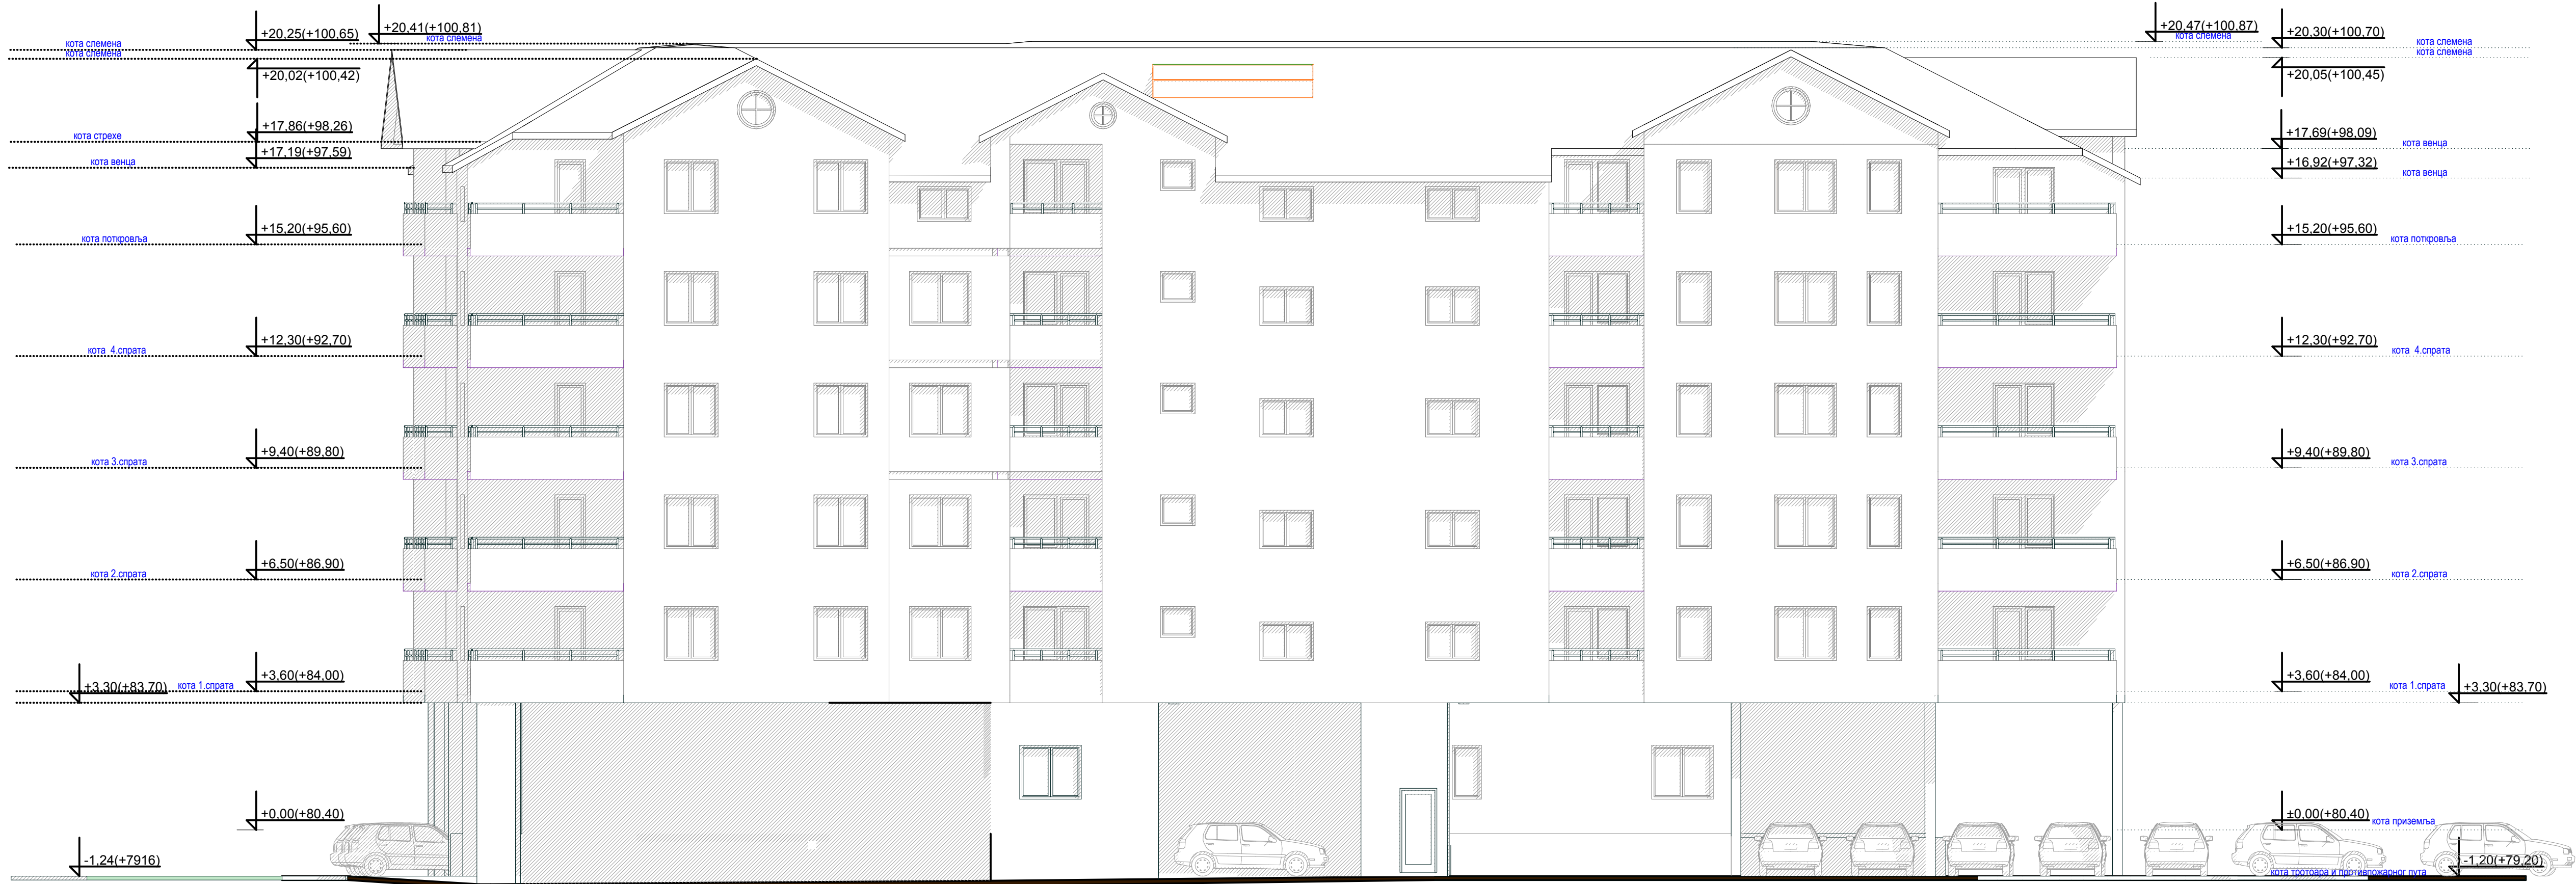 +20,25(+100,65)
кота слемена
+20,41(+100,81)
кота слемена
кота слемена
+20,02(+100,42)
+17,86(+98,26)
кота стрехе
+17,19(+97,59)
кота венца
+15,20(+95,60)
кота поткровља
+12,30(+92,70)
кота 4.спрата
+9,40(+89,80)
кота 3.спрата
+6,50(+86,90)
кота 2.спрата
+3,60(+84,00)
кота 1.спрата
+3,30(+83,70)
+0,00(+80,40)
-1,24(+7916)
+20,47(+100,87)
кота слемена
+20,30(+100,70)
кота слемена
кота слемена
+20,05(+100,45)
+17,69(+98,09)
кота венца
+16,92(+97,32)
кота венца
+15,20(+95,60)
кота поткровља
+12,30(+92,70)
кота 4.спрата
+9,40(+89,80)
кота 3.спрата
+6,50(+86,90)
кота 2.спрата
+3,60(+84,00)
кота 1.спрата
+3,30(+83,70)
±0,00(+80,40)
кота приземља
-1,20(+79,20)
кота тротоара и противпожарног пута